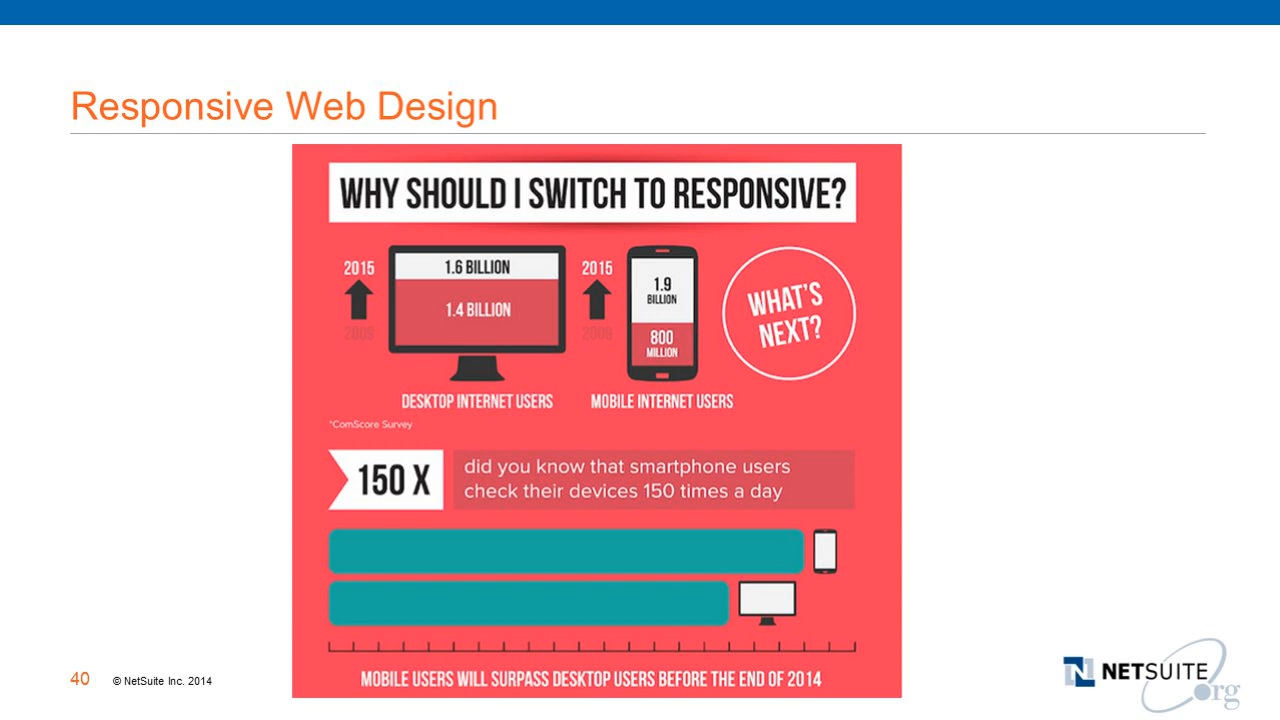 Responsive Web Design
WHY SHOULD I SWITCH TO RESPONSIVE?
2015
1.6 BILLION
1.4 BILLION
DESKTOP INTERNET USERS
2015
1.9
BILLION
800
MILLION
MOBILE INTERNET USERS
WHAT'S
NEXT?
*ComScore Survey
150 X
did you know that smartphone users
check their devices 150 times a day
MOBILE USERS WILL SURPASS DESKTOP USERS BEFORE THE END OF 2014
40
© NetSuite Inc. 2014
NETSUITE
.org